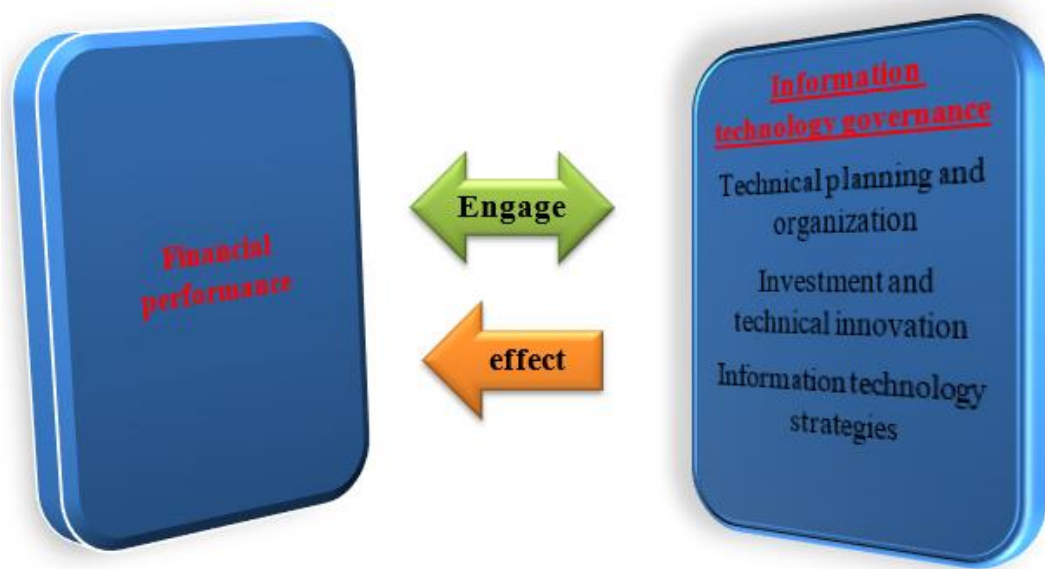 Financial
performance
Engage
effect
Information
technology governance
Technical planning and
organization
Investment and
technical innovation
Information technology
strategies